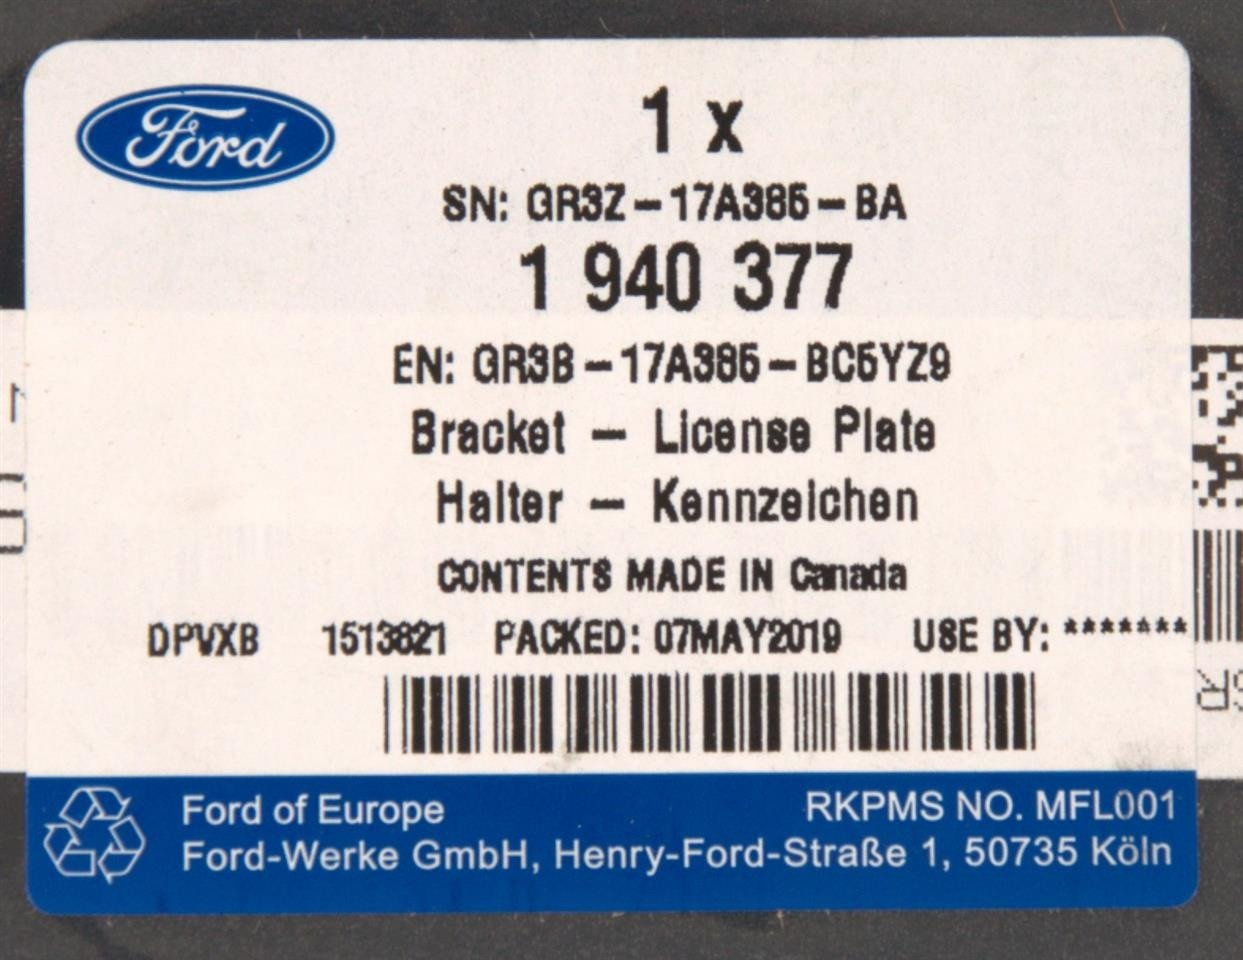 Ford
1 x
SN: GR3Z-17A385-BA
1 940 377
EN: GR3B-17A385-BC5YZ9
Bracket - License Plate
Halter - Kennzeichen
CONTENTS MADE IN Canada
DPVXB 1513821 PACKED: 07MAY2019 USE BY: *******
Ford of Europe RKPMS NO. MFL001
Ford-Werke GmbH, Henry-Ford-Straße 1, 50735 Köln